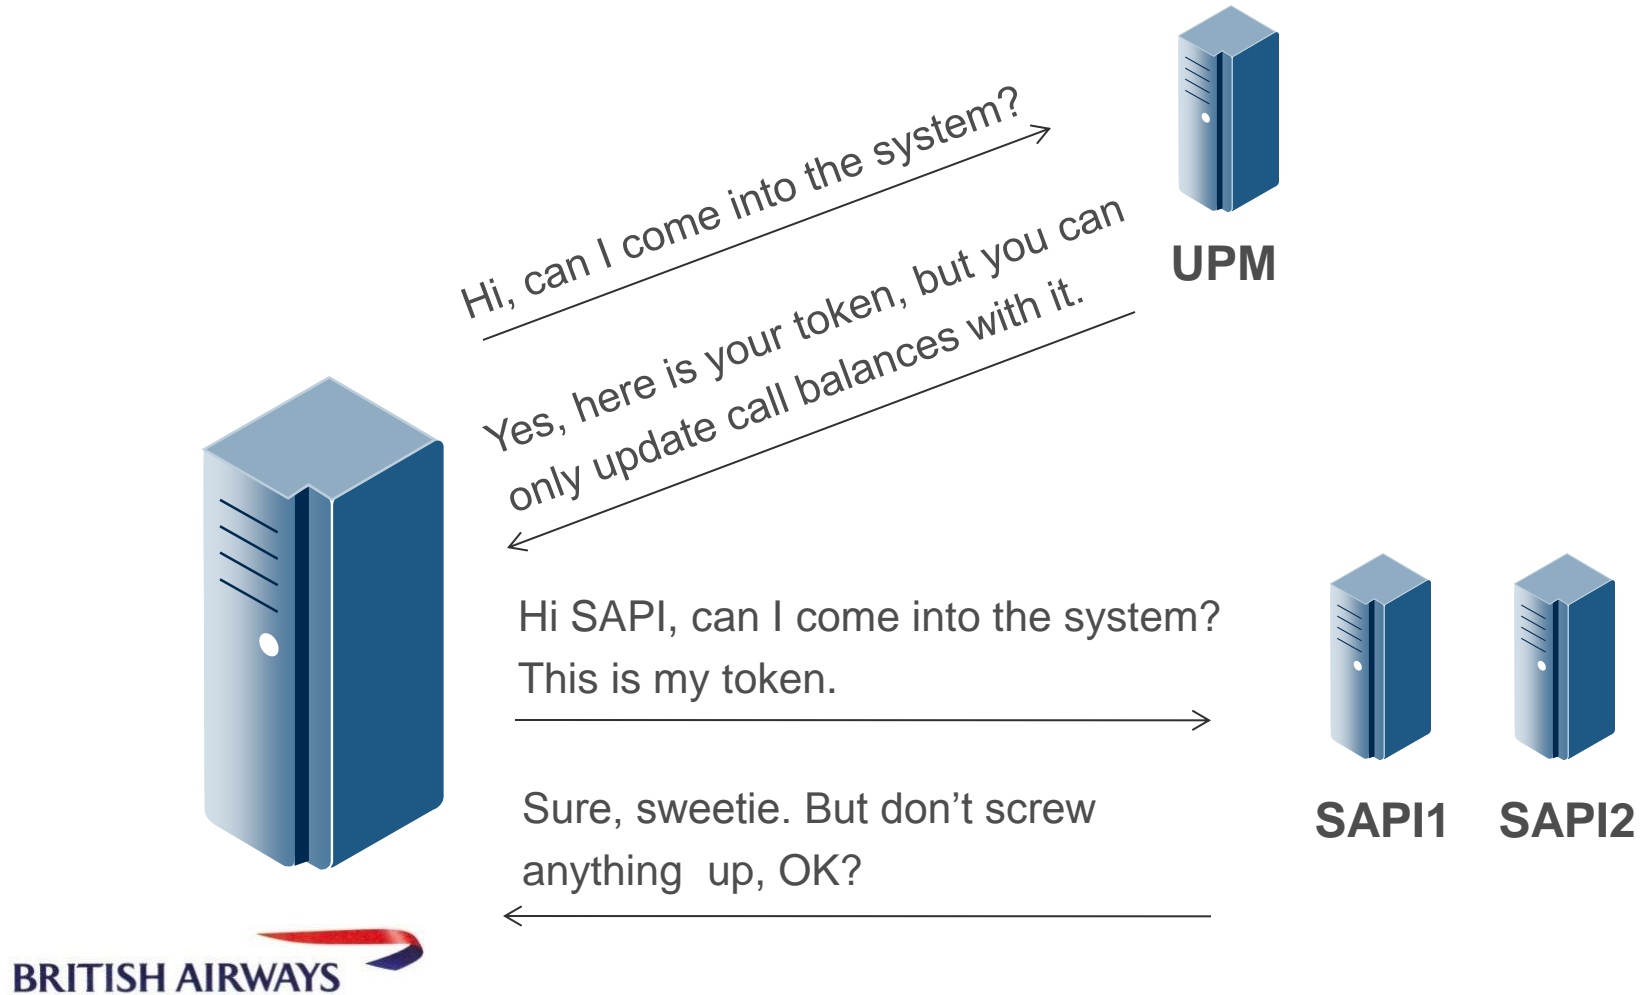 Hi, can I come into the system?
UPM
Yes, here is your token, but you can
only update call balances with it.
Hi SAPI, can I come into the system?
This is my token.
SAPI1 SAPI2
Sure, sweetie. But don’t screw
anything  up, OK?
BRITISH AIRWAYS